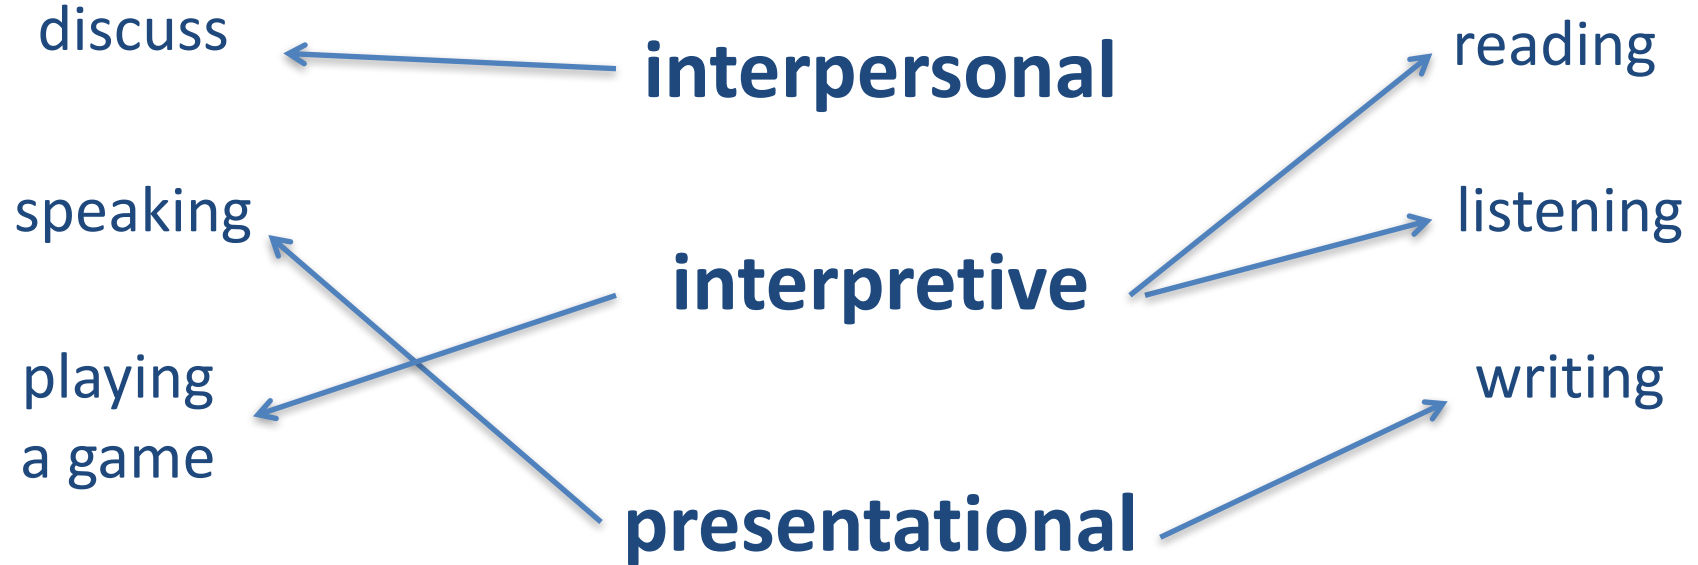 discuss
interpersonal
reading
speaking
listening
interpretive
playing
a game
writing
presentational